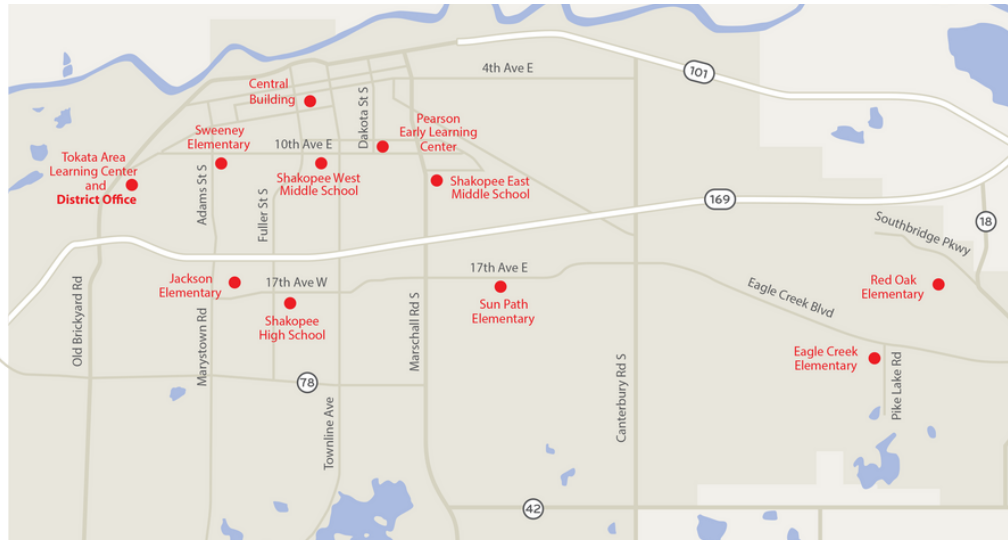 4th Ave E
101
Central
Building
Dakota St S
Pearson
Early Learning
Center
Sweeney
Elementary
10th Ave E
Tokata Area
Learning Center
and
District Office
Shakopee West
Middle School
Shakopee East
Middle School
Adams St S
Fuller St S
169
18
Southbridge Pkwy
Jackson
Elementary
17th Ave W
17th Ave E
Red Oak
Elementary
Shakopee
High School
Sun Path
Elementary
Eagle Creek Blvd
Old Brickyard Rd
Marystown Rd
Marschall Rd S
Canterbury Rd S
Eagle Creek
Elementary
Pike Lake Rd
78
Townline Ave
42